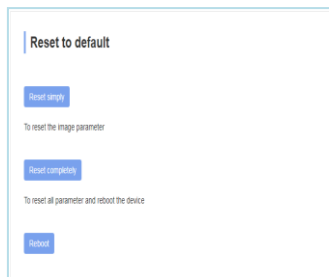 Reset to default
Reset simply
To reset the image parameter
Reset completely
To reset all parameter and reboot the device
Reboot